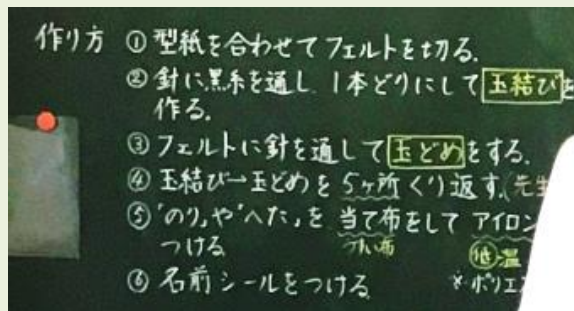 作り方 ① 型紙を合わせてフェルトを切る.
② 針に黒糸を通し 1本どりにして 玉結びを
作る.
③ フェルトに針を通して 玉どめをする.
④ 玉結び→玉どめを 5ヶ所 くり返す.(先生
⑤ "のり"や"へた"を 当て布をして アイロン
つける
低温
⑥ 名前シールをつける